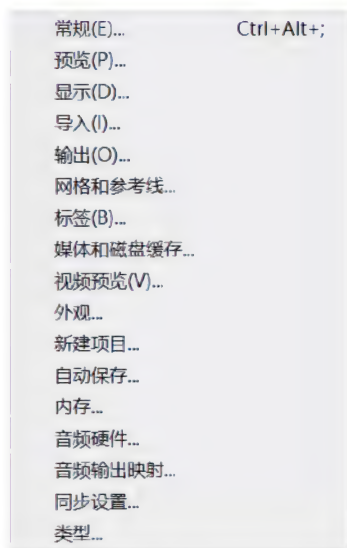 常规(E)... Ctrl+Alt+;
预览(P)...
显示(D)...
导入(I)...
输出(O)...
网格和参考线...
标签(B)...
媒体和磁盘缓存...
视频预览(V)...
外观...
新建项目...
自动保存...
内存...
音频硬件...
音频输出映射...
同步设置...
类型...